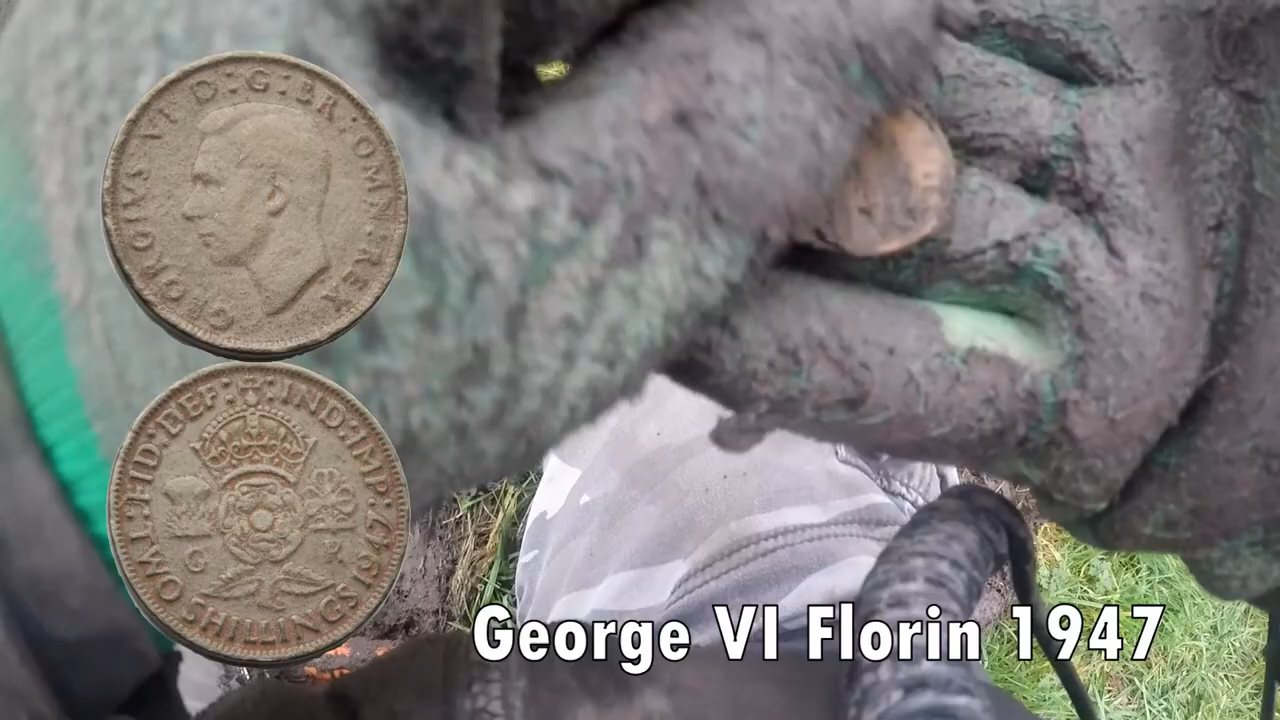 GEORGIVS VI D:G:BR:OMN:REX
FID:DEF: IND:IMP:1947
TWO SHILLINGS
G R
George VI Florin 1947